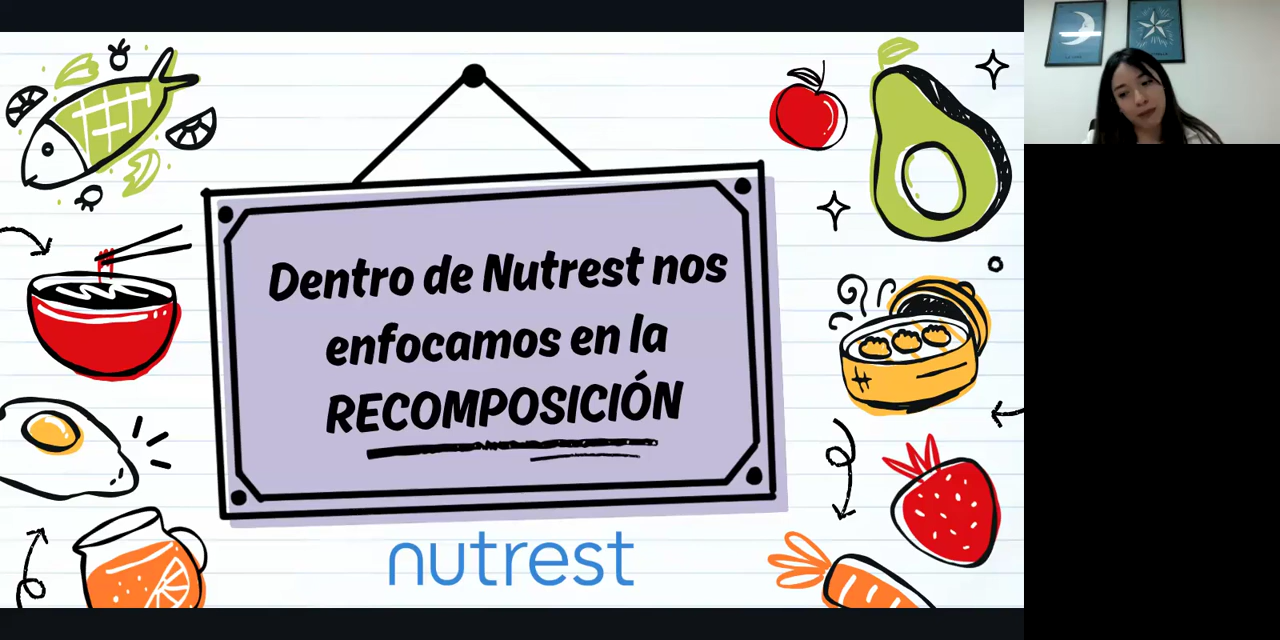 Dentro de Nutrest nos
enfocamos en la
RECOMPOSICIÓN
nutrest